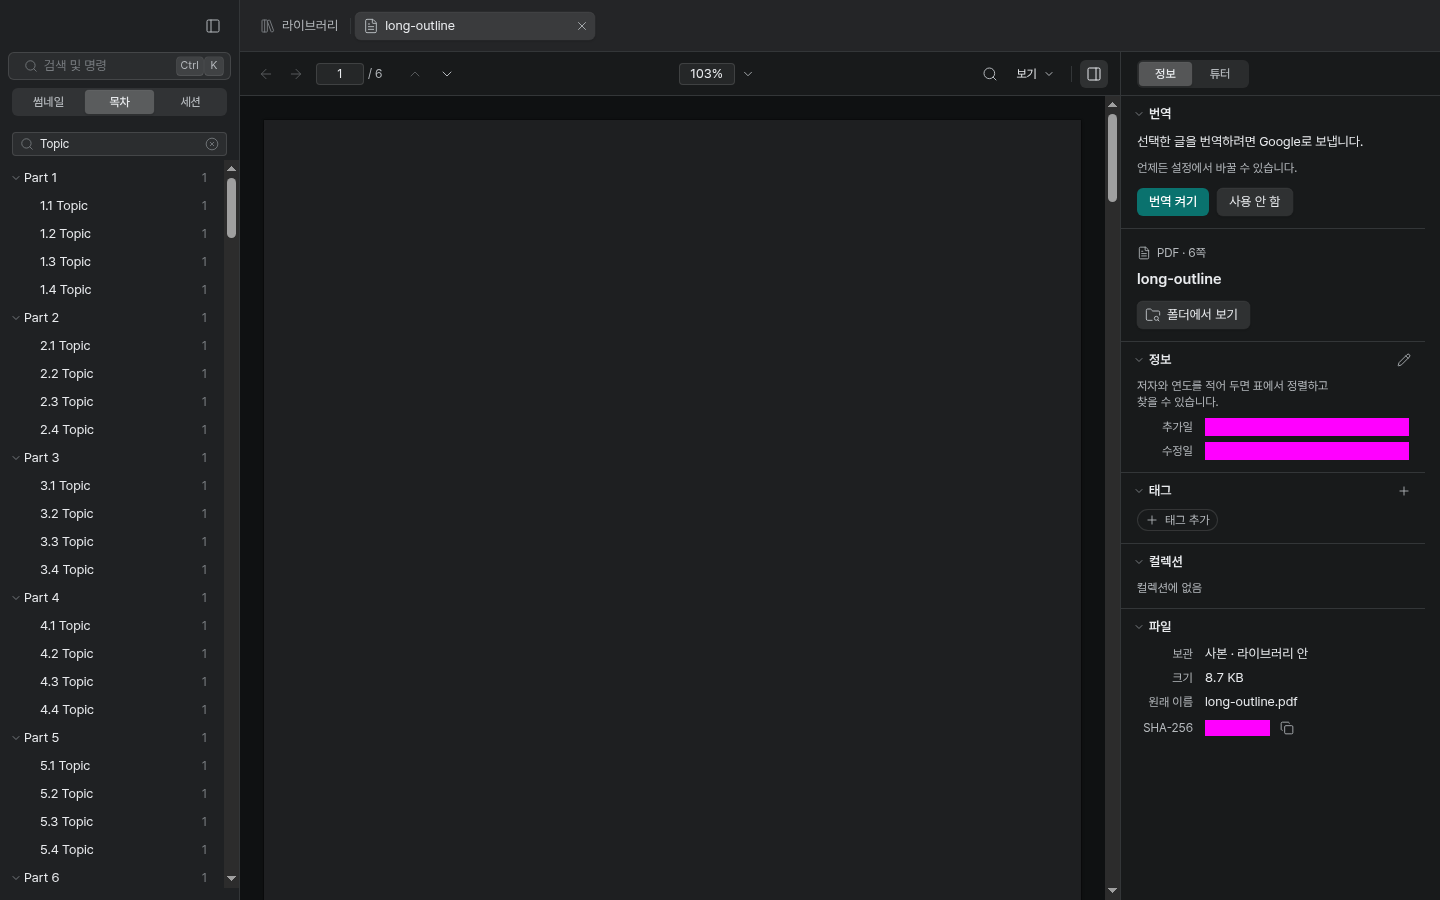 라이브러리
long-outline
검색 및 명령
Ctrl
K
1
/ 6
103%
보기
정보
튜터
썸네일
목차
세션
Topic
Part 1 1
1.1 Topic 1
1.2 Topic 1
1.3 Topic 1
1.4 Topic 1
Part 2 1
2.1 Topic 1
2.2 Topic 1
2.3 Topic 1
2.4 Topic 1
Part 3 1
3.1 Topic 1
3.2 Topic 1
3.3 Topic 1
3.4 Topic 1
Part 4 1
4.1 Topic 1
4.2 Topic 1
4.3 Topic 1
4.4 Topic 1
Part 5 1
5.1 Topic 1
5.2 Topic 1
5.3 Topic 1
5.4 Topic 1
Part 6 1
번역
선택한 글을 번역하려면 Google로 보냅니다.
언제든 설정에서 바꿀 수 있습니다.
번역 켜기
사용 안 함
PDF · 6쪽
long-outline
폴더에서 보기
정보
저자와 연도를 적어 두면 표에서 정렬하고
찾을 수 있습니다.
추가일
수정일
태그
태그 추가
컬렉션
컬렉션에 없음
파일
보관 사본 · 라이브러리 안
크기 8.7 KB
원래 이름 long-outline.pdf
SHA-256